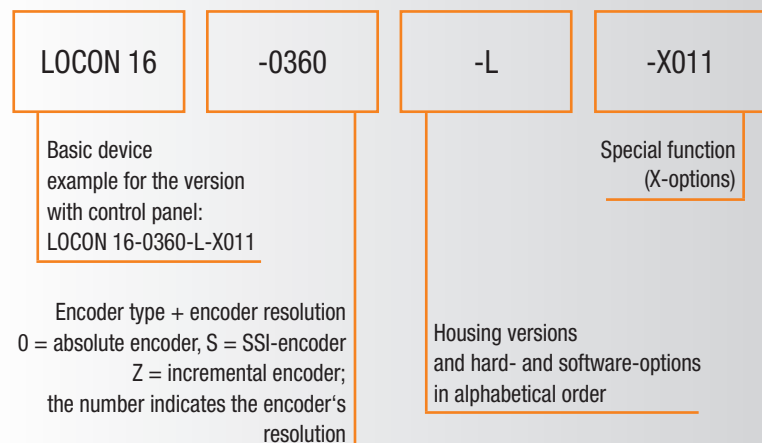 LOCON 16
-0360
-L
-X011
Basic device
example for the version
with control panel:
LOCON 16-0360-L-X011
Special function
(X-options)
Encoder type + encoder resolution
0 = absolute encoder, S = SSI-encoder
Z = incremental encoder;
the number indicates the encoder‘s
resolution
Housing versions
and hard- and software-options
in alphabetical order